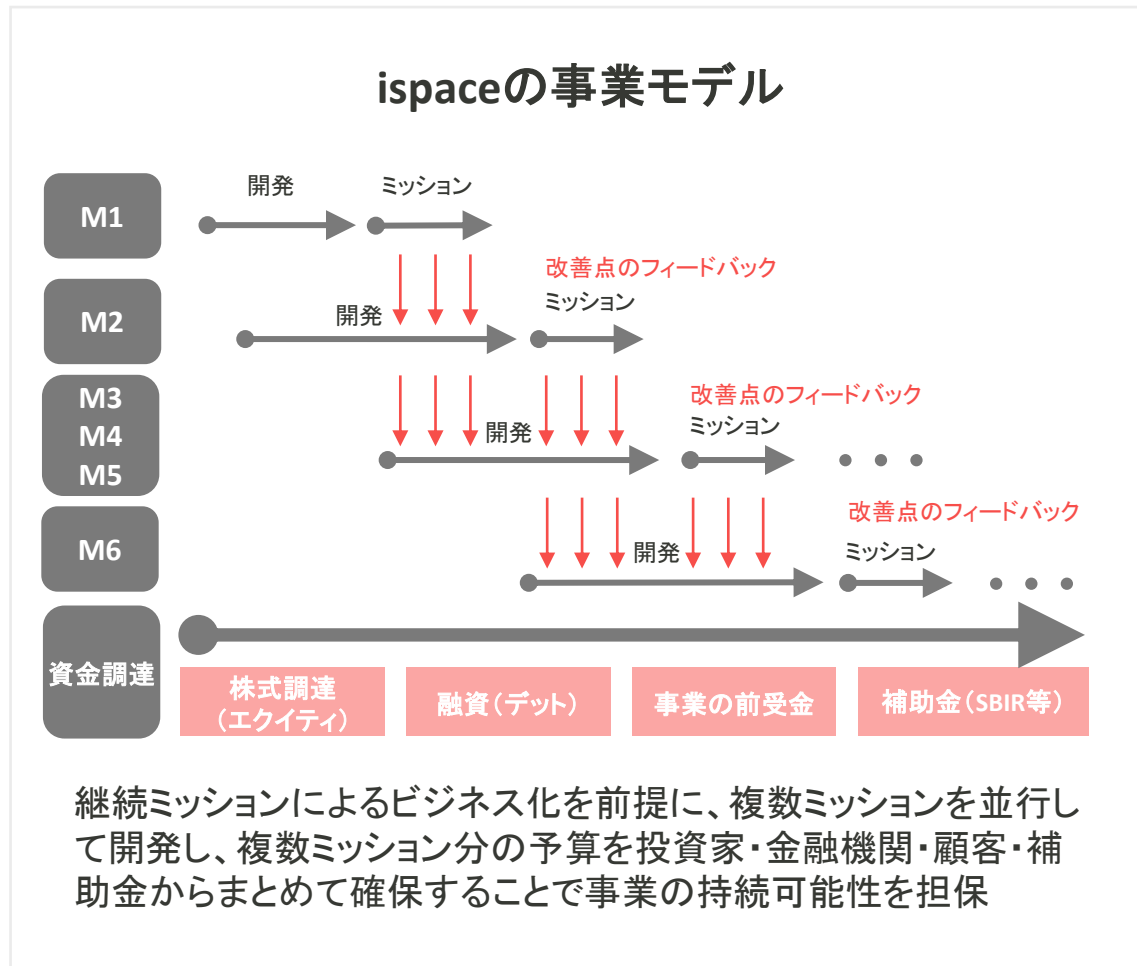 ispaceの事業モデル
M1
開発
ミッション
改善点のフィードバック
M2
開発
ミッション
M3
M4
M5
改善点のフィードバック
開発
ミッション
改善点のフィードバック
M6
開発
ミッション
資金調達
株式調達
（エクイティ）
融資（デット）
事業の前受金
補助金（SBIR等）
継続ミッションによるビジネス化を前提に、複数ミッションを並行し
て開発し、複数ミッション分の予算を投資家・金融機関・顧客・補
助金からまとめて確保することで事業の持続可能性を担保